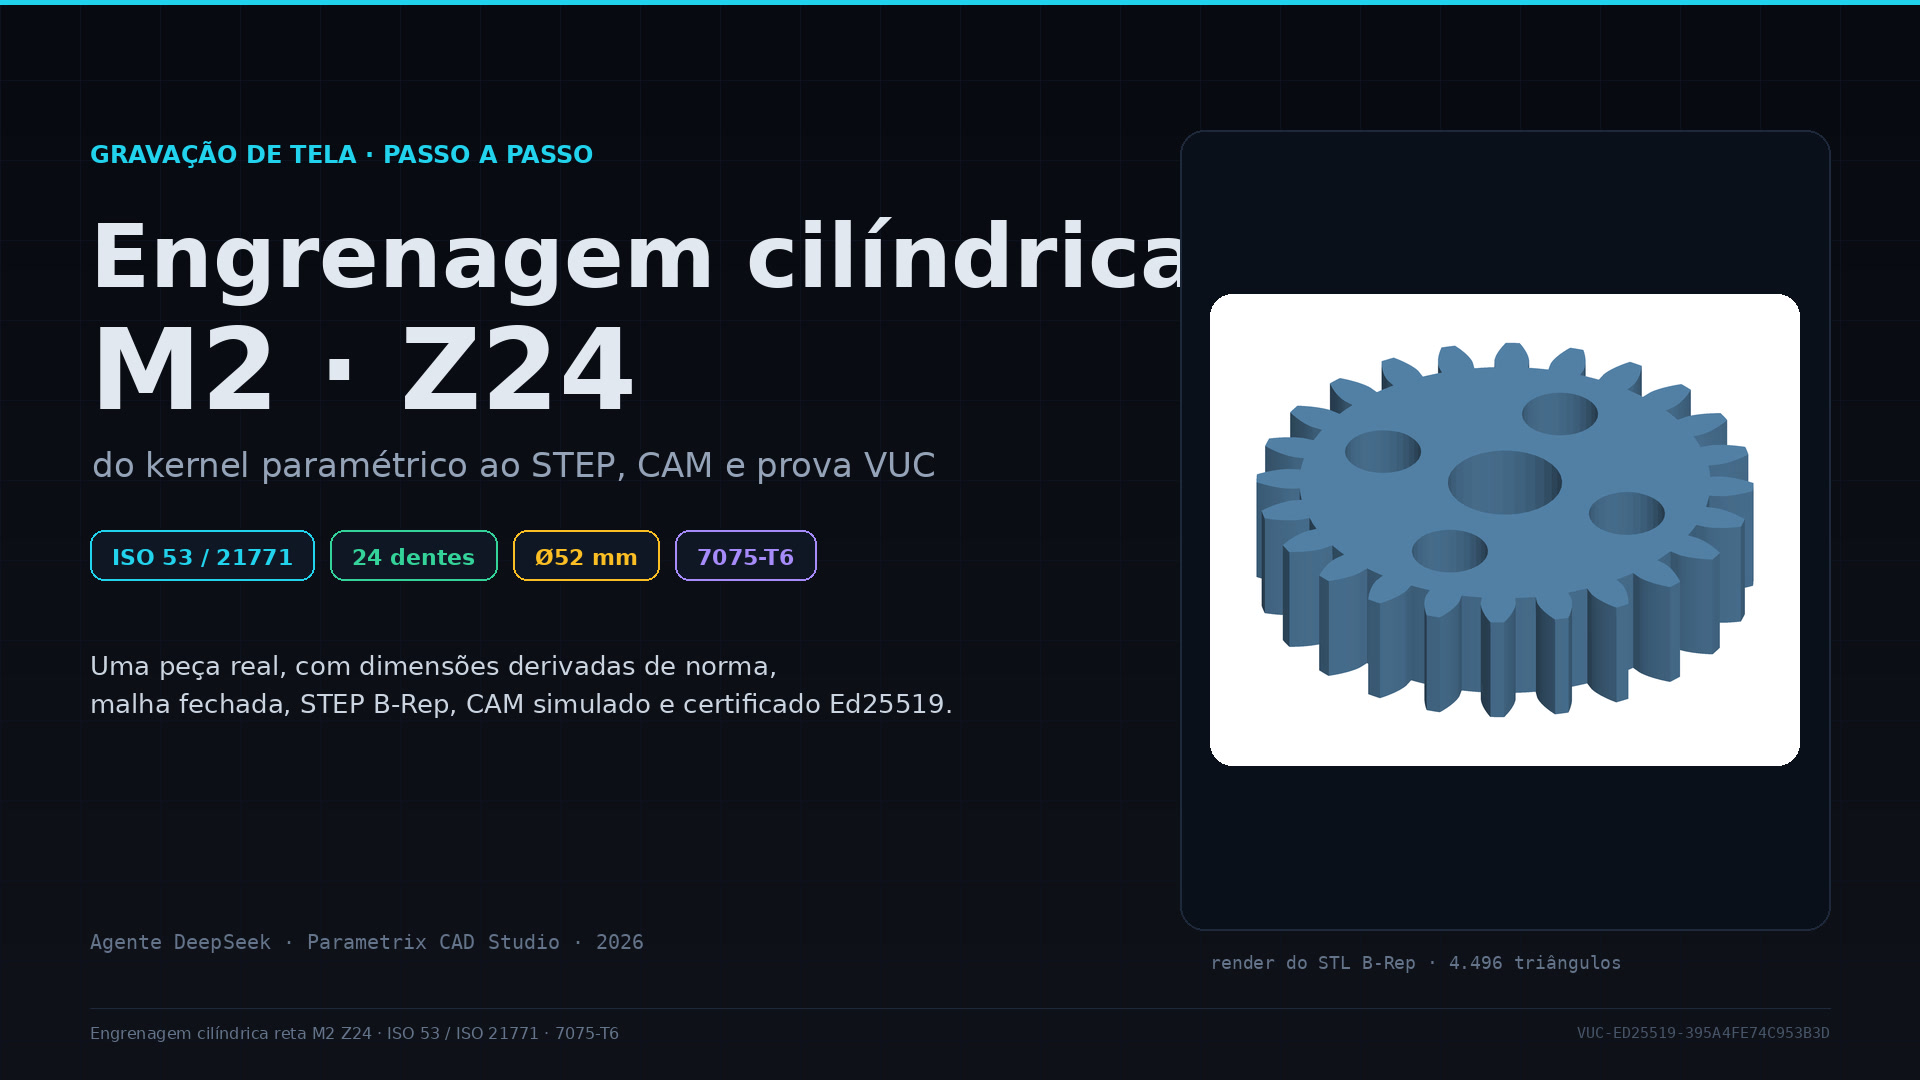 GRAVAÇÃO DE TELA · PASSO A PASSO
Engrenagem cilíndrica
M2 · Z24
do kernel paramétrico ao STEP, CAM e prova VUC
ISO 53 / 21771
24 dentes
Ø52 mm
7075-T6
Uma peça real, com dimensões derivadas de norma,
malha fechada, STEP B-Rep, CAM simulado e certificado Ed25519.
Agente DeepSeek · Parametrix CAD Studio · 2026
render do STL B-Rep · 4.496 triângulos
Engrenagem cilíndrica reta M2 Z24 · ISO 53 / ISO 21771 · 7075-T6
VUC-ED25519-395A4FE74C953B3D